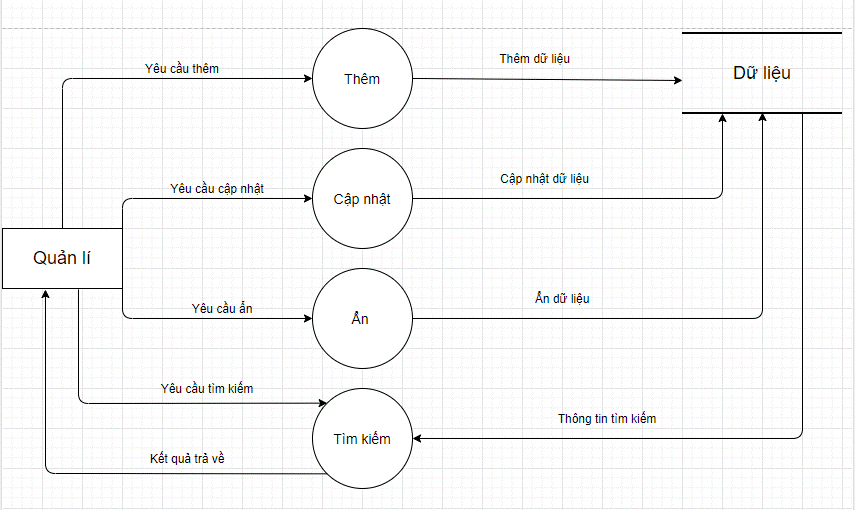 Yêu cầu thêm
Thêm
Thêm dữ liệu
Dữ liệu
Yêu cầu cập nhật
Cập nhật
Cập nhật dữ liệu
Quản lí
Yêu cầu ẩn
Ẩn
Ẩn dữ liệu
Yêu cầu tìm kiếm
Tìm kiếm
Thông tin tìm kiếm
Kết quả trả về